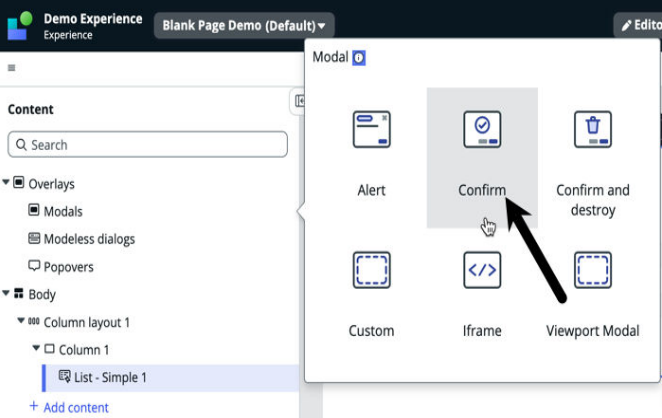 Demo Experience
Experience
Blank Page Demo (Default)
Edito
Modal
Content
Search
Overlays
Modals
Modeless dialogs
Popovers
Body
Column layout 1
Column 1
List - Simple 1
+ Add content
Alert
Confirm
Confirm and
destroy
Custom
Iframe
Viewport Modal